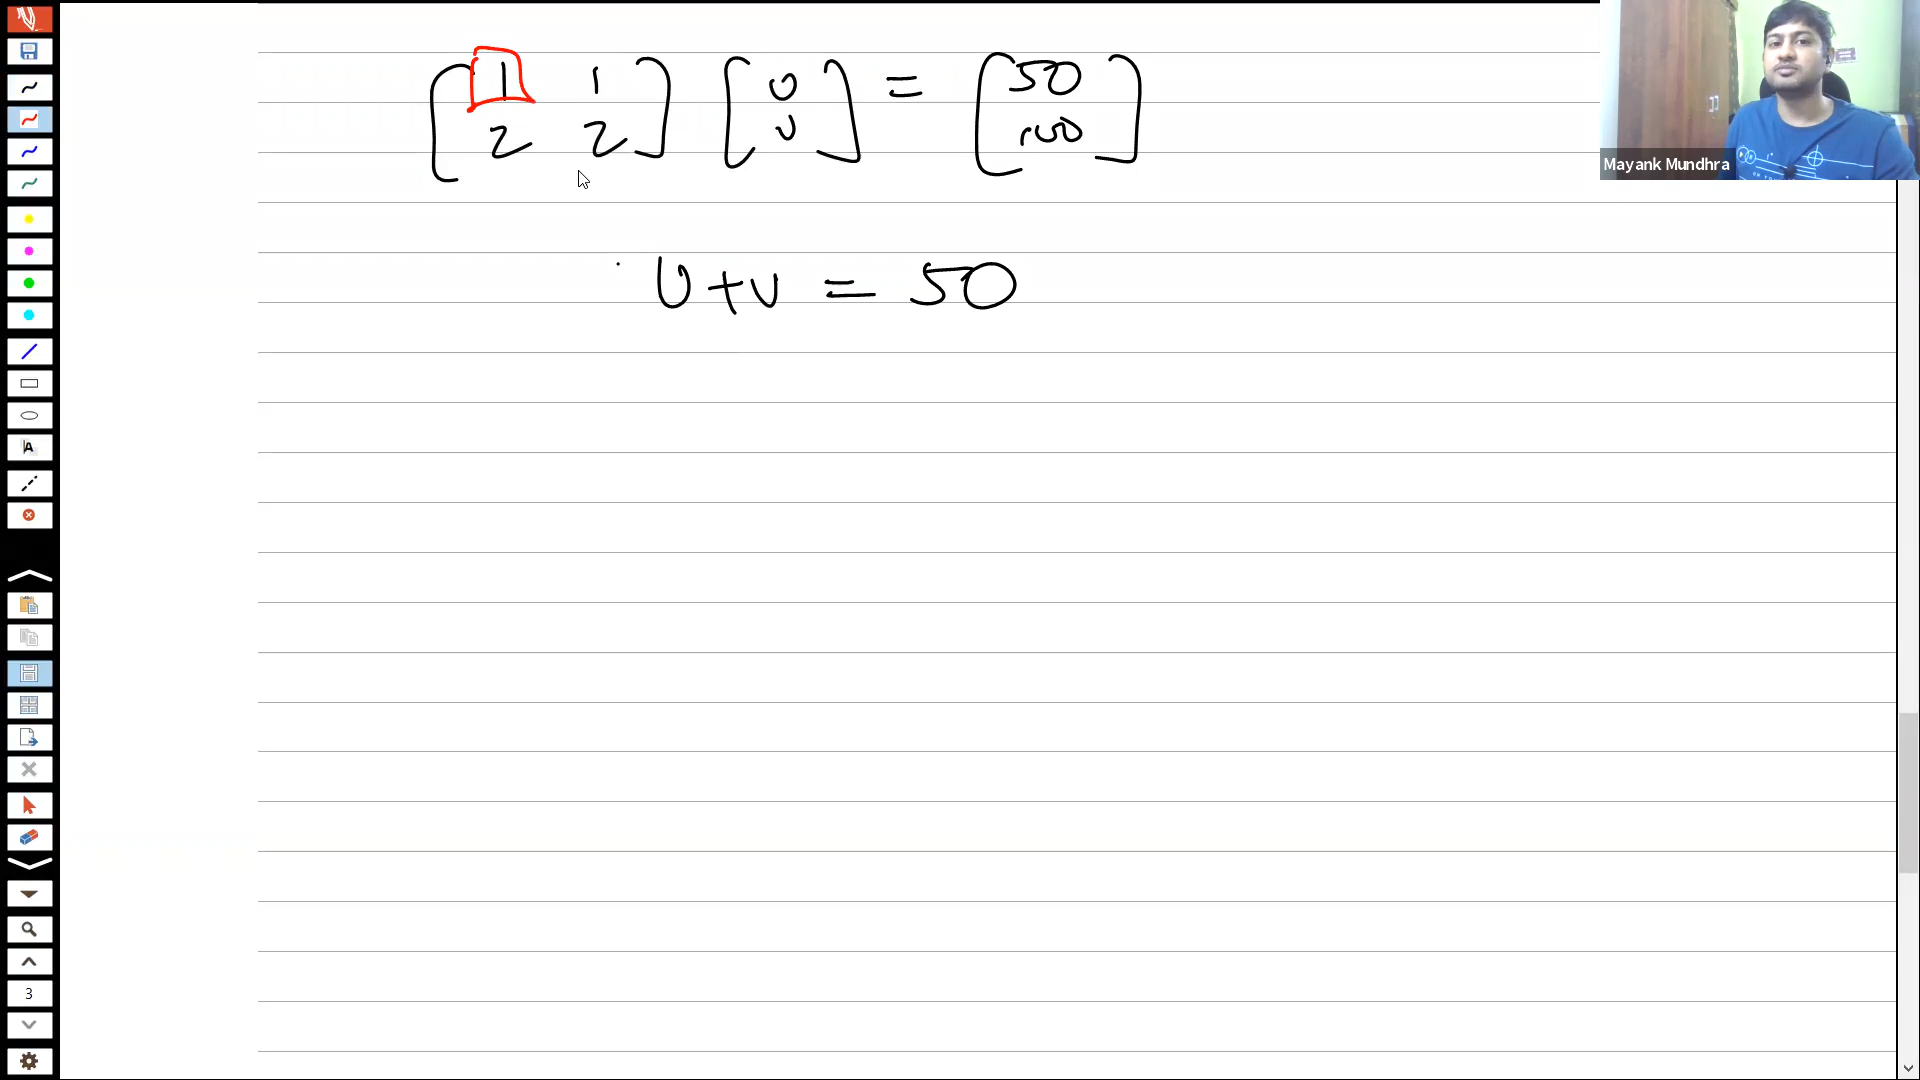 [ 1 1 ] [ U ] = [ 50 ]
[ 2 2 ] [ v ] [ 100 ]
U + v = 50
Mayank Mundhra
A
3